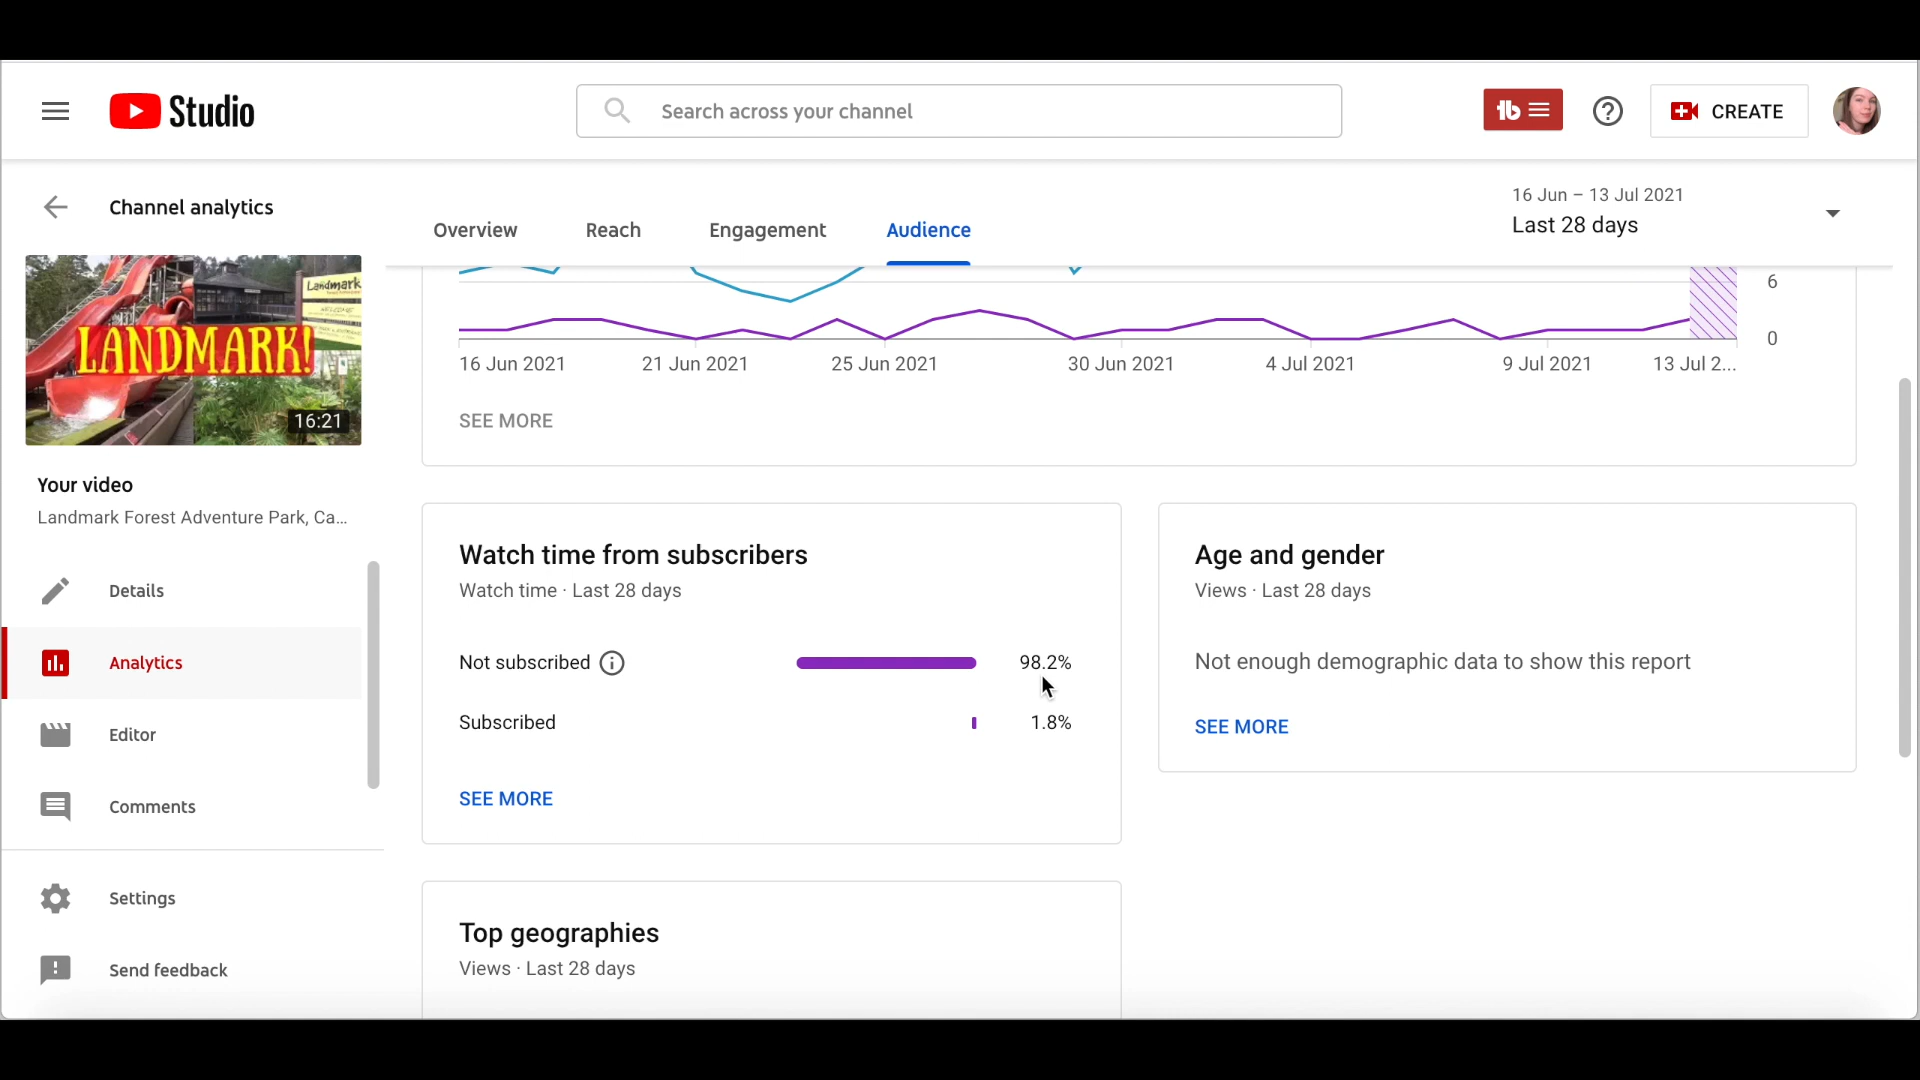 Studio
Search across your channel
CREATE
Channel analytics
Overview
Reach
Engagement
Audience
16 Jun – 13 Jul 2021
Last 28 days
Landmark
WELCOME
LANDMARK!
16:21
Your video
Landmark Forest Adventure Park, Ca...
Details
Analytics
Editor
Comments
Settings
Send feedback
6
0
16 Jun 2021
21 Jun 2021
25 Jun 2021
30 Jun 2021
4 Jul 2021
9 Jul 2021
13 Jul 2...
SEE MORE
Watch time from subscribers
Watch time · Last 28 days
Not subscribed
98.2%
Subscribed
1.8%
SEE MORE
Age and gender
Views · Last 28 days
Not enough demographic data to show this report
SEE MORE
Top geographies
Views · Last 28 days